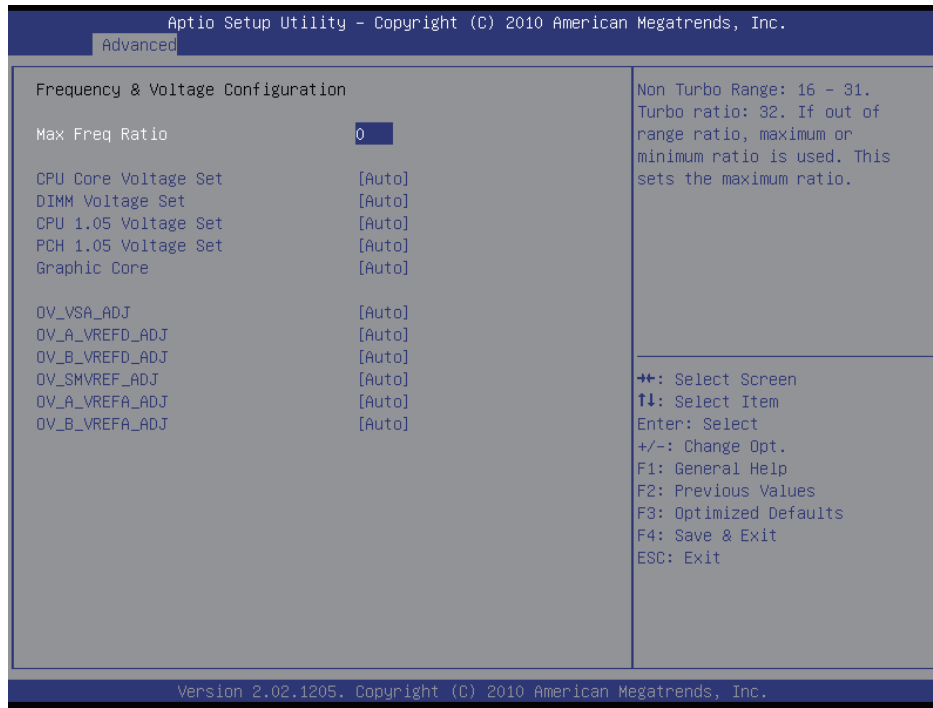 Aptio Setup Utility – Copyright (C) 2010 American Megatrends, Inc.
Advanced
Frequency & Voltage Configuration
Max Freq Ratio 0
CPU Core Voltage Set [Auto]
DIMM Voltage Set [Auto]
CPU 1.05 Voltage Set [Auto]
PCH 1.05 Voltage Set [Auto]
Graphic Core [Auto]
OV_VSA_ADJ [Auto]
OV_A_VREFD_ADJ [Auto]
OV_B_VREFD_ADJ [Auto]
OV_SMVREF_ADJ [Auto]
OV_A_VREFA_ADJ [Auto]
OV_B_VREFA_ADJ [Auto]
Non Turbo Range: 16 – 31.
Turbo ratio: 32. If out of
range ratio, maximum or
minimum ratio is used. This
sets the maximum ratio.
→←: Select Screen
↑↓: Select Item
Enter: Select
+/-: Change Opt.
F1: General Help
F2: Previous Values
F3: Optimized Defaults
F4: Save & Exit
ESC: Exit
Version 2.02.1205. Copyright (C) 2010 American Megatrends, Inc.